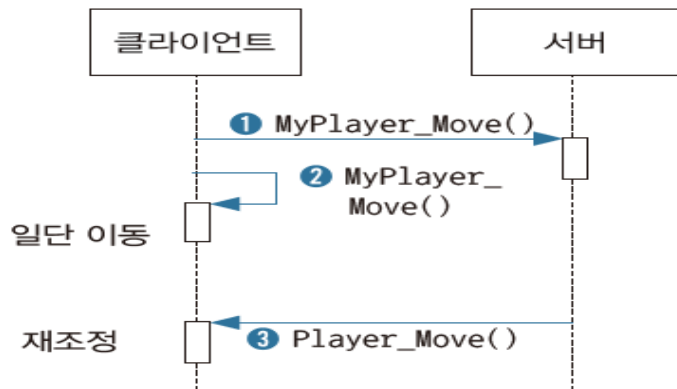 클라이언트
서버
❶ MyPlayer_Move()
❷ MyPlayer_
Move()
일단 이동
재조정
❸ Player_Move()